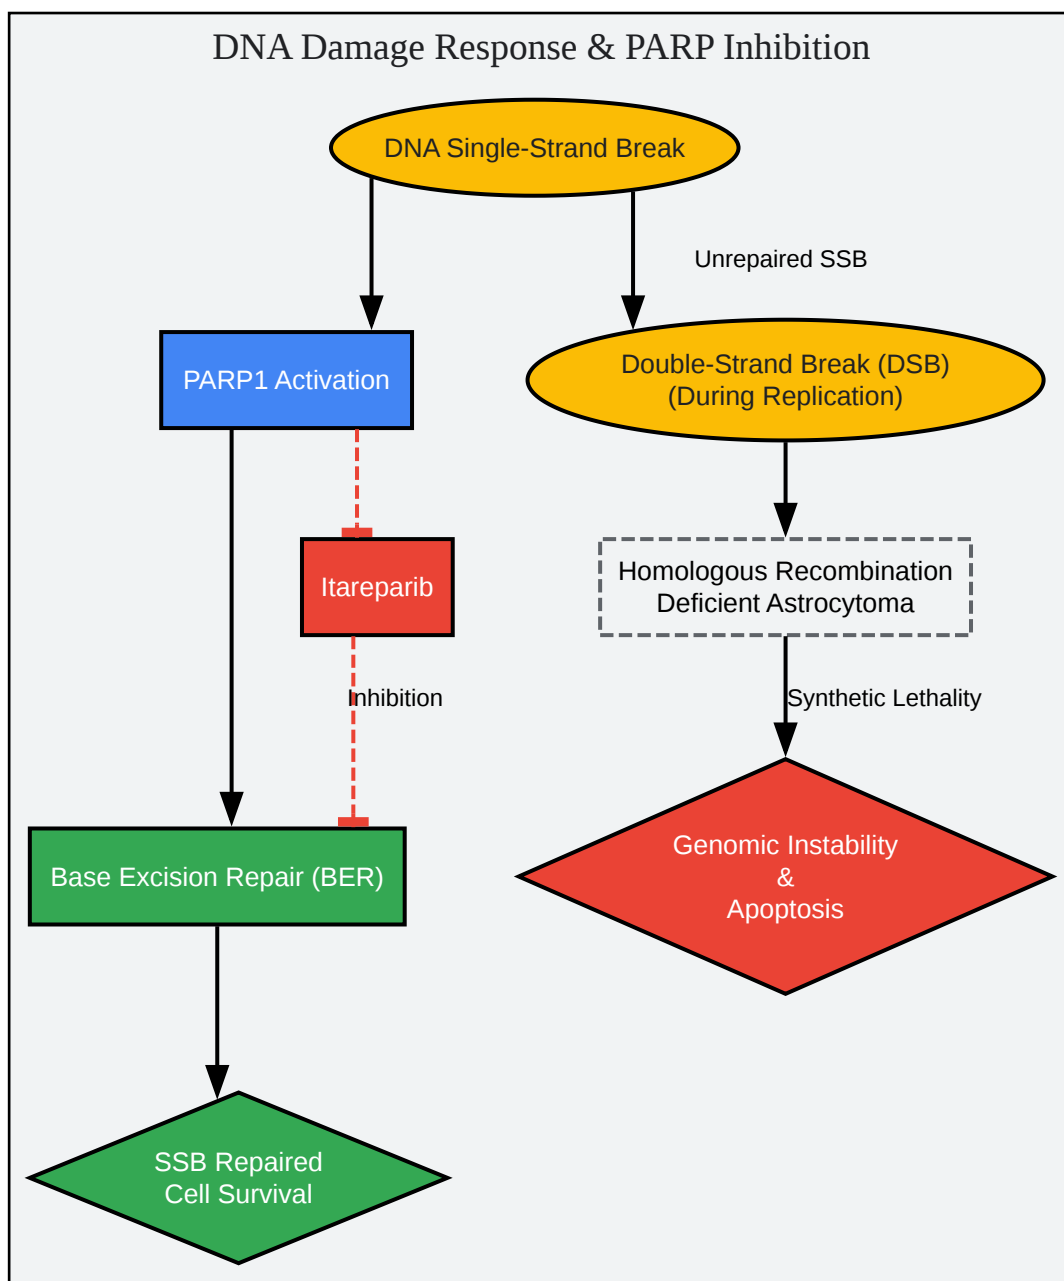 DNA Damage Response & PARP Inhibition
DNA Single-Strand Break
Unrepaired SSB
PARP1 Activation
Double-Strand Break (DSB)
(During Replication)
Itareparib
Homologous Recombination
Deficient Astrocytoma
Inhibition
Synthetic Lethality
Base Excision Repair (BER)
Genomic Instability
&
Apoptosis
SSB Repaired
Cell Survival